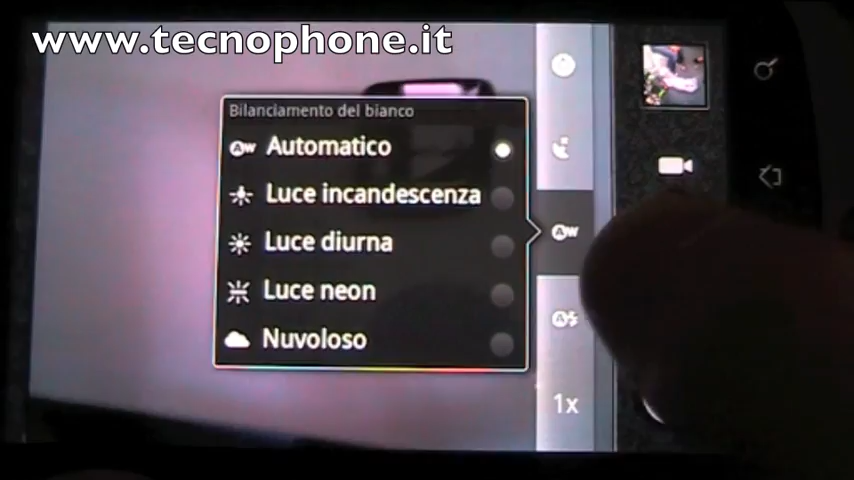 www.tecnophone.it
Bilanciamento del bianco
Automatico
Luce incandescenza
Luce diurna
Luce neon
Nuvoloso
1x